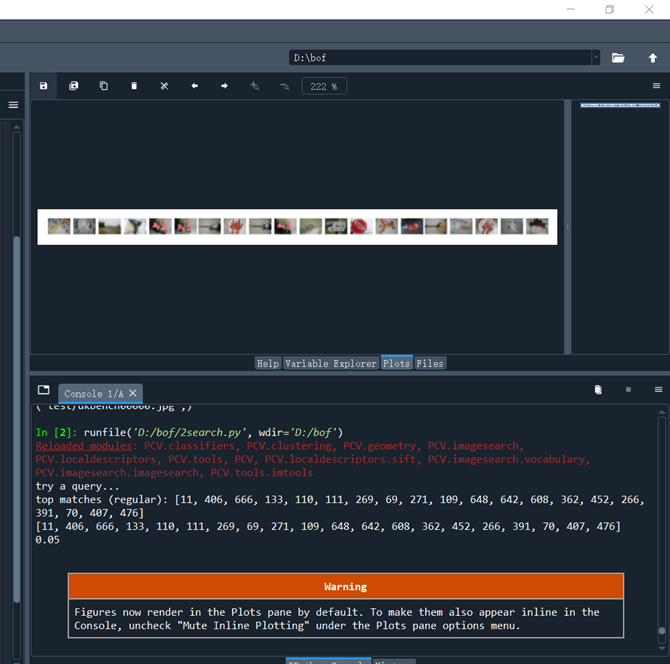 D:\bof
222 %
Help Variable Explorer Plots Files
Console 1/A
('test/ukbench00000.jpg',)
In [2]: runfile('D:/bof/2search.py', wdir='D:/bof')
Reloaded modules: PCV.classifiers, PCV.clustering, PCV.geometry, PCV.imagesearch,
PCV.localdescriptors, PCV.tools, PCV, PCV.localdescriptors.sift, PCV.imagesearch.vocabulary,
PCV.imagesearch.imagesearch, PCV.tools.imtools
try a query...
top matches (regular): [11, 406, 666, 133, 110, 111, 269, 69, 271, 109, 648, 642, 608, 362, 452, 266,
391, 70, 407, 476]
[11, 406, 666, 133, 110, 111, 269, 69, 271, 109, 648, 642, 608, 362, 452, 266, 391, 70, 407, 476]
0.05
Warning
Figures now render in the Plots pane by default. To make them also appear inline in the
Console, uncheck "Mute Inline Plotting" under the Plots pane options menu.